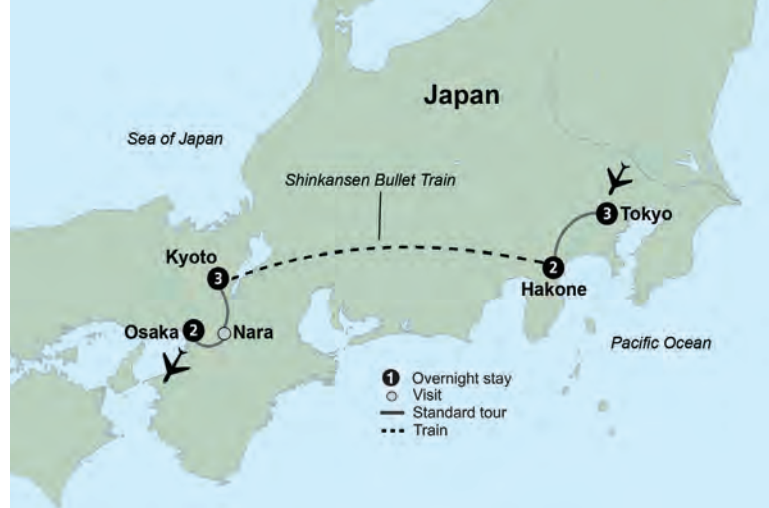 Japan
Sea of Japan
Shinkansen Bullet Train
3 Tokyo
Kyoto
3
2
Hakone
Osaka 2 Nara
Pacific Ocean
1 Overnight stay
Visit
Standard tour
Train